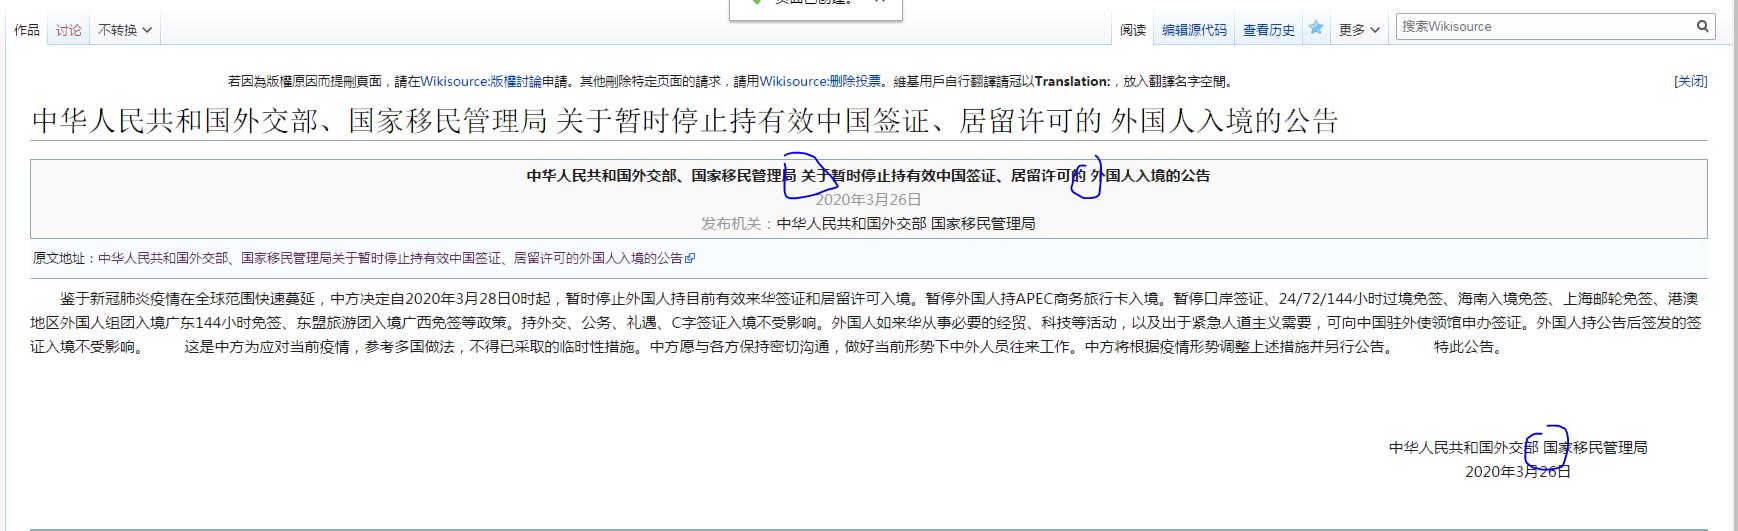 页面已创建。
作品 讨论 不转换 阅读 编辑源代码 查看历史 更多 搜索Wikisource
若因為版權原因而提刪頁面，請在Wikisource:版權討論申請。其他刪除特定页面的請求，請用Wikisource:删除投票。維基用戶自行翻譯請冠以Translation:，放入翻譯名字空間。 [关闭]
中华人民共和国外交部、国家移民管理局 关于暂时停止持有效中国签证、居留许可的 外国人入境的公告
中华人民共和国外交部、国家移民管理局 关于暂时停止持有效中国签证、居留许可的 外国人入境的公告
2020年3月26日
发布机关：中华人民共和国外交部 国家移民管理局
原文地址：中华人民共和国外交部、国家移民管理局关于暂时停止持有效中国签证、居留许可的外国人入境的公告
鉴于新冠肺炎疫情在全球范围快速蔓延，中方决定自2020年3月28日0时起，暂时停止外国人持目前有效来华签证和居留许可入境。暂停外国人持APEC商务旅行卡入境。暂停口岸签证、24/72/144小时过境免签、海南入境免签、上海邮轮免签、港澳
地区外国人组团入境广东144小时免签、东盟旅游团入境广西免签等政策。持外交、公务、礼遇、C字签证入境不受影响。外国人如来华从事必要的经贸、科技等活动，以及出于紧急人道主义需要，可向中国驻外使领馆申办签证。外国人持公告后签发的签
证入境不受影响。 这是中方为应对当前疫情，参考多国做法，不得已采取的临时性措施。中方愿与各方保持密切沟通，做好当前形势下中外人员往来工作。中方将根据疫情形势调整上述措施并另行公告。 特此公告。
中华人民共和国外交部 国家移民管理局
2020年3月26日